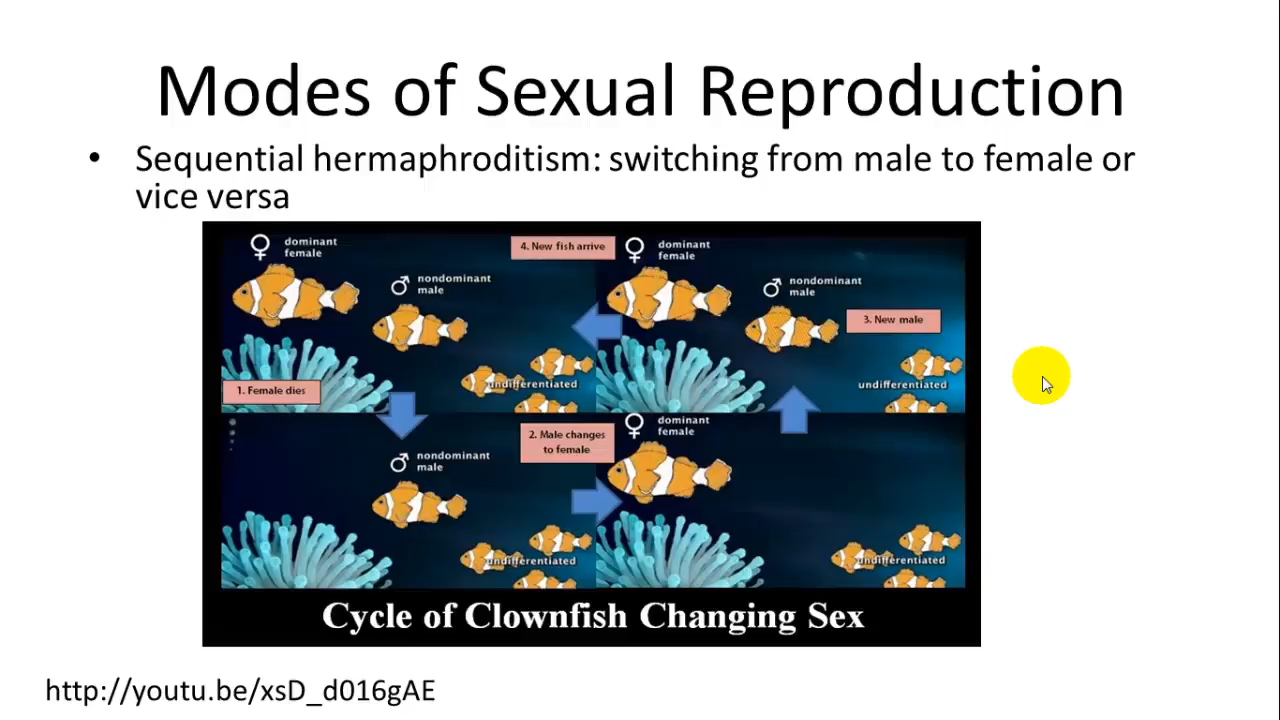 Modes of Sexual Reproduction
• Sequential hermaphroditism: switching from male to female or
vice versa
♀ dominant
female
♂ nondominant
male
undifferentiated
1. Female dies
4. New fish arrive
♀ dominant
female
♂ nondominant
male
3. New male
undifferentiated
♂ nondominant
male
undifferentiated
2. Male changes
to female
♀ dominant
female
undifferentiated
Cycle of Clownfish Changing Sex
http://youtu.be/xsD_d016gAE